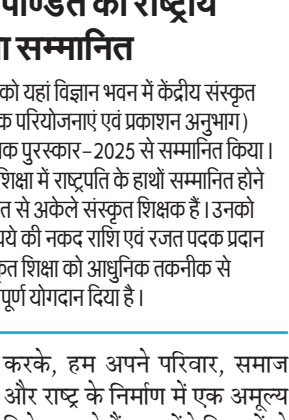 पण्डित को राष्ट्रीय
सम्मानित
को यहां विज्ञान भवन में केंद्रीय संस्कृत
परियोजनाएं एवं प्रकाशन अनुभाग)
पुरस्कार-2025 से सम्मानित किया।
शिक्षा में राष्ट्रपति के हाथों सम्मानित होने
से अकेले संस्कृत शिक्षक हैं। उनको
की नकद राशि एवं रजत पदक प्रदान
शिक्षा को आधुनिक तकनीक से
पूर्ण योगदान दिया है।
करके, हम अपने परिवार, समाज
और राष्ट्र के निर्माण में एक अमूल्य